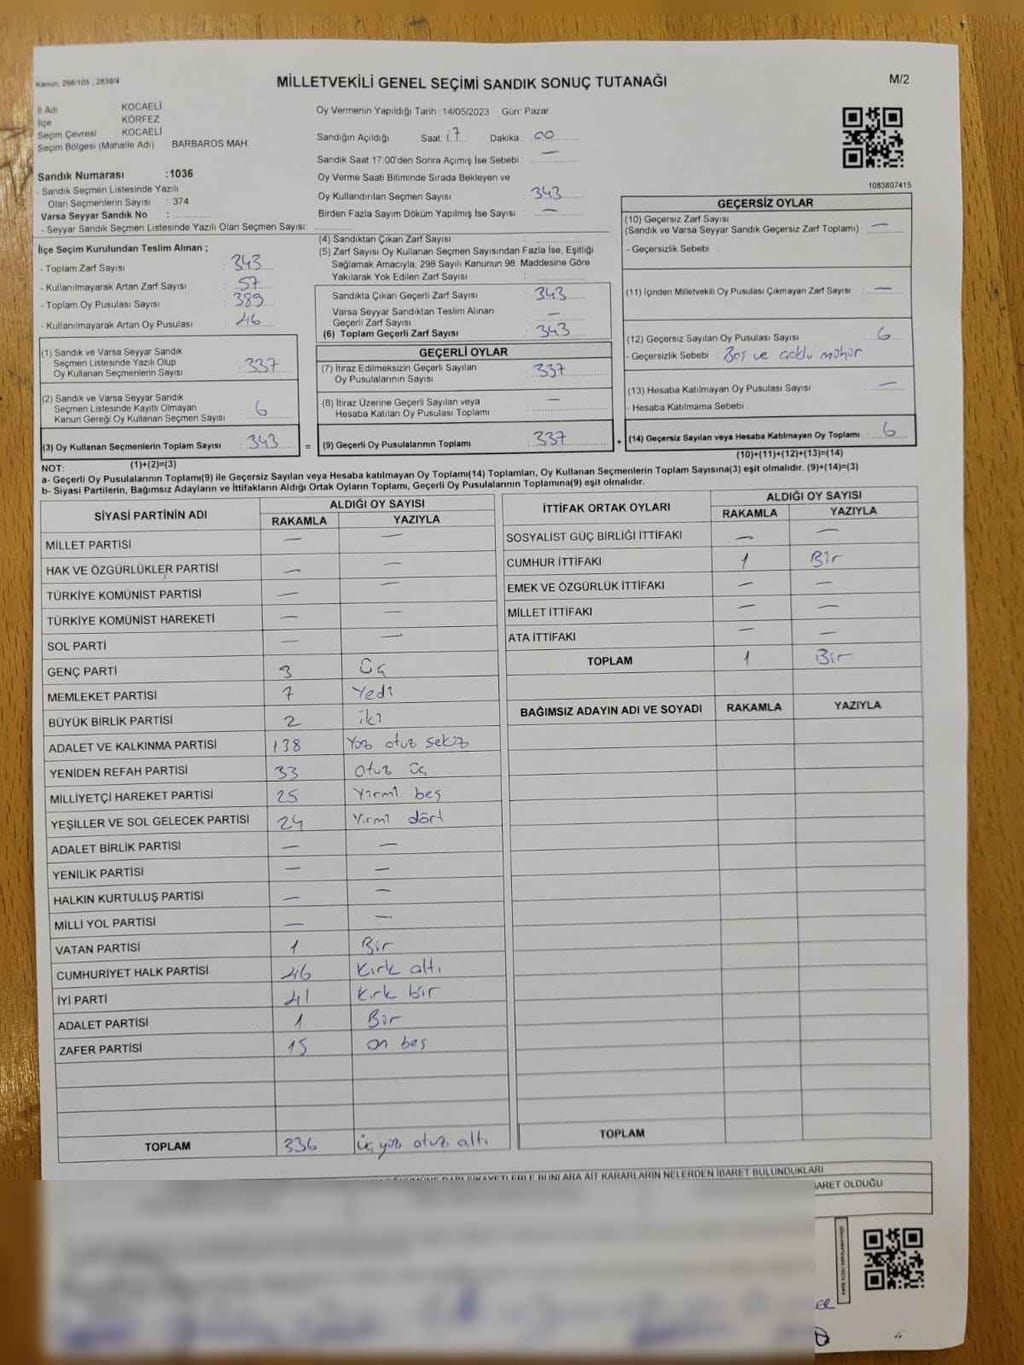 Kanun, 298/105 , 2839/4
MİLLETVEKİLİ GENEL SEÇİMİ SANDIK SONUÇ TUTANAĞI
M/2
İl Adı : KOCAELİ
İlçe : KÖRFEZ
Seçim Çevresi : KOCAELİ
Seçim Bölgesi (Mahalle Adı) BARBAROS MAH.
Oy Vermenin Yapıldığı Tarih :14/05/2023 Gün: Pazar
Sandığın Açıldığı Saat 17 Dakika 00
Sandık Saat 17:00'den Sonra Açımış İse Sebebi : —
Sandık Numarası :1036
- Sandık Seçmen Listesinde Yazılı
Olan Seçmenlerin Sayısı : 374
Varsa Seyyar Sandık No :
- Seyyar Sandık Seçmen Listesinde Yazılı Olan Seçmen Sayısı:
Oy Verme Saati Bitiminde Sırada Bekleyen ve
Oy Kullandırılan Seçmen Sayısı : 343
Birden Fazla Sayım Döküm Yapılmış İse Sayısı : —
1083807415
İlçe Seçim Kurulundan Teslim Alınan ;
- Toplam Zarf Sayısı : 343
- Kullanılmayarak Artan Zarf Sayısı : 57
- Toplam Oy Pusulası Sayısı : 389
- Kullanılmayarak Artan Oy Pusulası : 46
(4) Sandıktan Çıkan Zarf Sayısı :
(5) Zarf Sayısı Oy Kullanan Seçmen Sayısından Fazla İse, Eşitliği
Sağlamak Amacıyla, 298 Sayılı Kanunun 98. Maddesine Göre
Yakılarak Yok Edilen Zarf Sayısı :
Sandıkta Çıkan Geçerli Zarf Sayısı : 343
Varsa Seyyar Sandıktan Teslim Alınan
Geçerli Zarf Sayısı : —
(6) Toplam Geçerli Zarf Sayısı : 343
GEÇERSİZ OYLAR
(10) Geçersiz Zarf Sayısı
(Sandık ve Varsa Seyyar Sandık Geçersiz Zarf Toplamı) : —
- Geçersizlik Sebebi :
(11) İçinden Milletvekili Oy Pusulası Çıkmayan Zarf Sayısı : —
(12) Geçersiz Sayılan Oy Pusulası Sayısı : 6
- Geçersizlik Sebebi : Boş ve çoklu mühür
(13) Hesaba Katılmayan Oy Pusulası Sayısı : —
- Hesaba Katılmama Sebebi :
(14) Geçersiz Sayılan veya Hesaba Katılmayan Oy Toplamı : 6
(10)+(11)+(12)+(13)=(14)
(1) Sandık ve Varsa Seyyar Sandık
Seçmen Listesinde Yazılı Olup
Oy Kullanan Seçmenlerin Sayısı : 337
(2) Sandık ve Varsa Seyyar Sandık
Seçmen Listesinde Kayıtlı Olmayan
Kanun Gereği Oy Kullanan Seçmen Sayısı : 6
(3) Oy Kullanan Seçmenlerin Toplam Sayısı : 343
(1)+(2)=(3)
GEÇERLİ OYLAR
(7) İtiraz Edilmeksizin Geçerli Sayılan
Oy Pusulalarının Sayısı : 337
(8) İtiraz Üzerine Geçerli Sayılan veya
Hesaba Katılan Oy Pusulası Toplamı : —
(9) Geçerli Oy Pusulalarının Toplamı : 337
= +
NOT:
a- Geçerli Oy Pusulalarının Toplamı(9) ile Geçersiz Sayılan veya Hesaba katılmayan Oy Toplamı(14) Toplamları, Oy Kullanan Seçmenlerin Toplam Sayısına(3) eşit olmalıdır. (9)+(14)=(3)
b- Siyasi Partilerin, Bağımsız Adayların ve İttifakların Aldığı Ortak Oyların Toplamı, Geçerli Oy Pusulalarının Toplamına(9) eşit olmalıdır.
SİYASİ PARTİNİN ADI ALDIĞI OY SAYISI
RAKAMLA YAZIYLA
MİLLET PARTİSİ — —
HAK VE ÖZGÜRLÜKLER PARTİSİ — —
TÜRKİYE KOMÜNİST PARTİSİ — —
TÜRKİYE KOMÜNİST HAREKETİ — —
SOL PARTİ — —
GENÇ PARTİ 3 Üç
MEMLEKET PARTİSİ 7 Yedi
BÜYÜK BİRLİK PARTİSİ 2 İki
ADALET VE KALKINMA PARTİSİ 138 Yüz otuz sekiz
YENİDEN REFAH PARTİSİ 33 Otuz üç
MİLLİYETÇİ HAREKET PARTİSİ 25 Yirmi beş
YEŞİLLER VE SOL GELECEK PARTİSİ 24 Yirmi dört
ADALET BİRLİK PARTİSİ — —
YENİLİK PARTİSİ — —
HALKIN KURTULUŞ PARTİSİ — —
MİLLİ YOL PARTİSİ — —
VATAN PARTİSİ 1 Bir
CUMHURİYET HALK PARTİSİ 46 Kırk altı
İYİ PARTİ 41 Kırk bir
ADALET PARTİSİ 1 Bir
ZAFER PARTİSİ 15 on beş
TOPLAM 336 üç yüz otuz altı
İTTİFAK ORTAK OYLARI ALDIĞI OY SAYISI
RAKAMLA YAZIYLA
SOSYALİST GÜÇ BİRLİĞİ İTTİFAKI — —
CUMHUR İTTİFAKI 1 Bir
EMEK VE ÖZGÜRLÜK İTTİFAKI — —
MİLLET İTTİFAKI — —
ATA İTTİFAKI — —
TOPLAM 1 Bir
BAĞIMSIZ ADAYIN ADI VE SOYADI RAKAMLA YAZIYLA
TOPLAM
ŞİKAYETLERLE BUNLARA AİT KARARLARIN NELERDEN İBARET BULUNDUKLARI
İBARET OLDUĞU